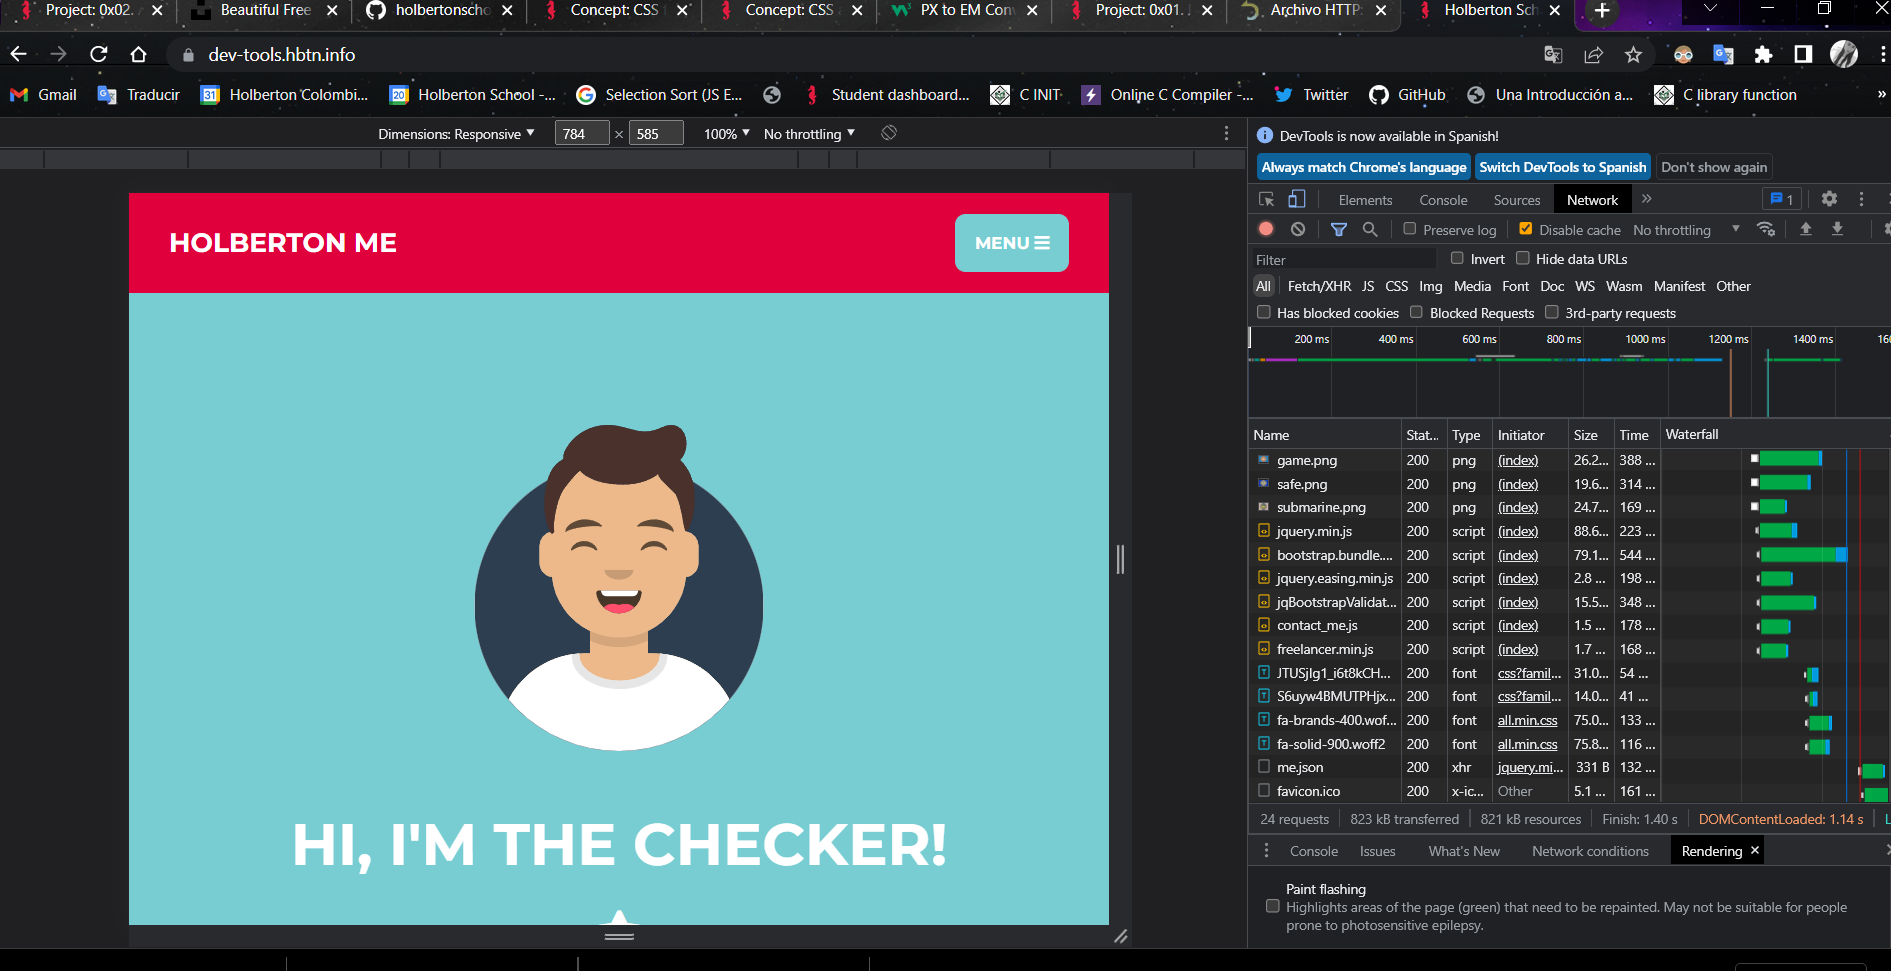 Project: 0x02.
Beautiful Free
holbertonscho
Concept: CSS
Concept: CSS
PX to EM Con
Project: 0x01.
Archivo HTTP:
Holberton Sch
dev-tools.hbtn.info
Gmail
Traducir
31
Holberton Colombi...
20
Holberton School -...
Selection Sort (JS E...
Student dashboard...
C INIT
Online C Compiler -...
Twitter
GitHub
Una Introducción a...
C library function
»
Dimensions: Responsive
784 × 585
100%
No throttling
DevTools is now available in Spanish!
Always match Chrome's language
Switch DevTools to Spanish
Don't show again
Elements
Console
Sources
Network
»
1
Preserve log
Disable cache
No throttling
Filter
Invert
Hide data URLs
All
Fetch/XHR
JS
CSS
Img
Media
Font
Doc
WS
Wasm
Manifest
Other
Has blocked cookies
Blocked Requests
3rd-party requests
200 ms
400 ms
600 ms
800 ms
1000 ms
1200 ms
1400 ms
Name Stat... Type Initiator Size Time Waterfall
game.png 200 png (index) 26.2... 388 ...
safe.png 200 png (index) 19.6... 314 ...
submarine.png 200 png (index) 24.7... 169 ...
jquery.min.js 200 script (index) 88.6... 223 ...
bootstrap.bundle.... 200 script (index) 79.1... 544 ...
jquery.easing.min.js 200 script (index) 2.8 ... 198 ...
jqBootstrapValidat... 200 script (index) 15.5... 348 ...
contact_me.js 200 script (index) 1.5 ... 178 ...
freelancer.min.js 200 script (index) 1.7 ... 168 ...
JTUSjIg1_i6t8kCH... 200 font css?famil... 31.0... 54 ...
S6uyw4BMUTPHjx... 200 font css?famil... 14.0... 41 ...
fa-brands-400.wof... 200 font all.min.css 75.0... 133 ...
fa-solid-900.woff2 200 font all.min.css 75.8... 116 ...
me.json 200 xhr jquery.mi... 331 B 132 ...
favicon.ico 200 x-ic... Other 5.1 ... 161 ...
24 requests
823 kB transferred
821 kB resources
Finish: 1.40 s
DOMContentLoaded: 1.14 s
Console
Issues
What's New
Network conditions
Rendering
Paint flashing
Highlights areas of the page (green) that need to be repainted. May not be suitable for people
prone to photosensitive epilepsy.
HOLBERTON ME
MENU
HI, I'M THE CHECKER!